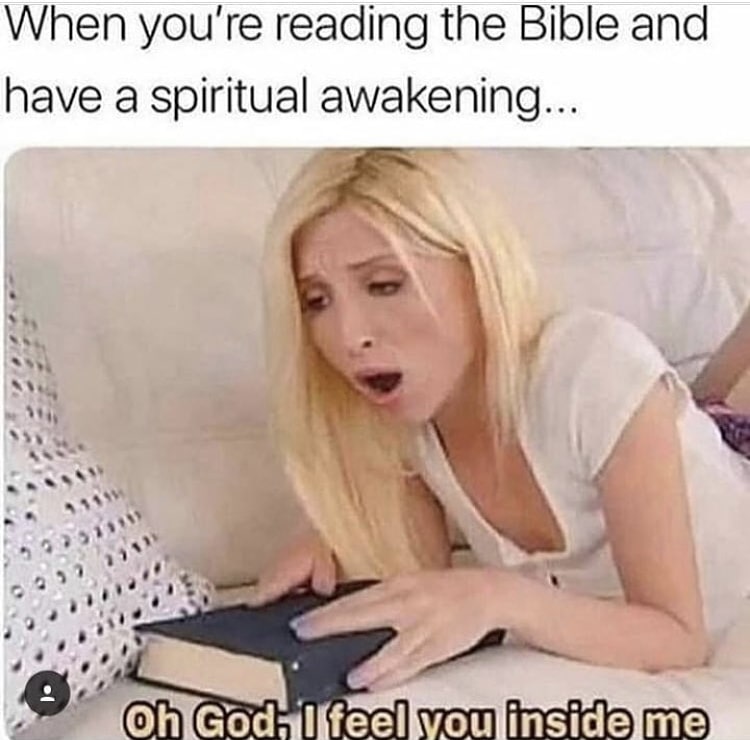 When you're reading the Bible and
have a spiritual awakening...
Oh God, I feel you inside me